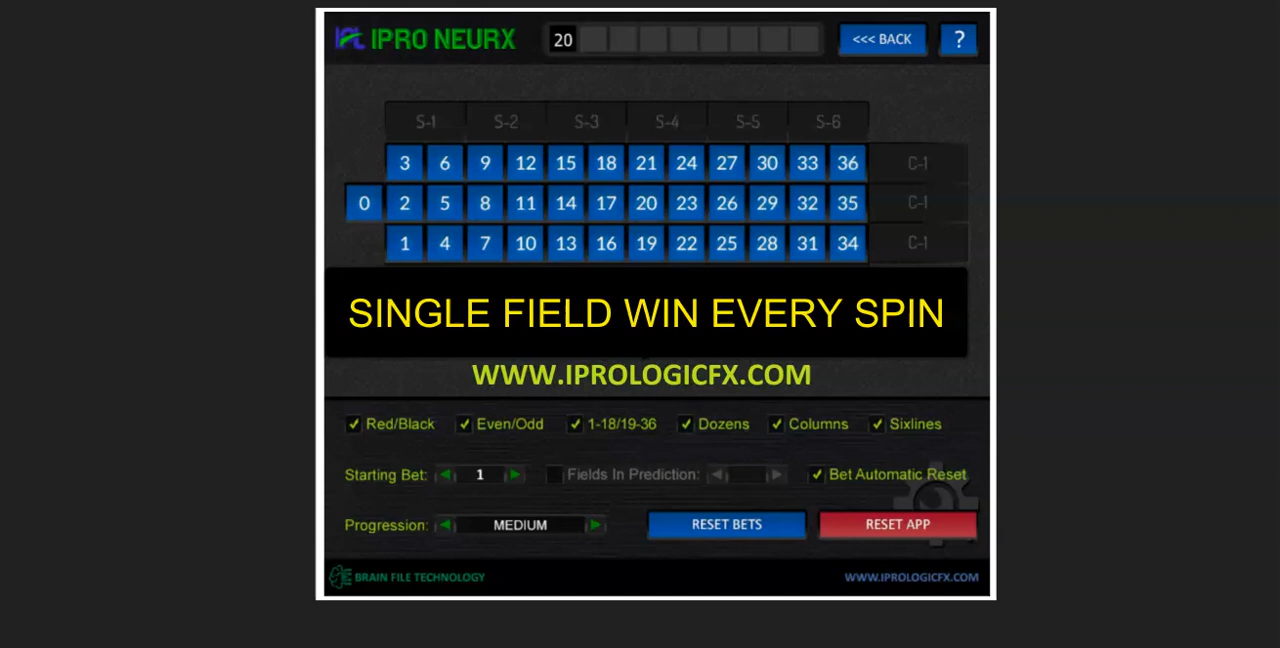 IPRO NEURX 20 <<< BACK ?
S-1 S-2 S-3 S-4 S-5 S-6
3 6 9 12 15 18 21 24 27 30 33 36 C-1
0 2 5 8 11 14 17 20 23 26 29 32 35 C-1
1 4 7 10 13 16 19 22 25 28 31 34 C-1
SINGLE FIELD WIN EVERY SPIN
WWW.IPROLOGICFX.COM
Red/Black Even/Odd 1-18/19-36 Dozens Columns Sixlines
Starting Bet: 1 Fields In Prediction: Bet Automatic Reset
Progression: MEDIUM RESET BETS RESET APP
BRAIN FILE TECHNOLOGY WWW.IPROLOGICFX.COM